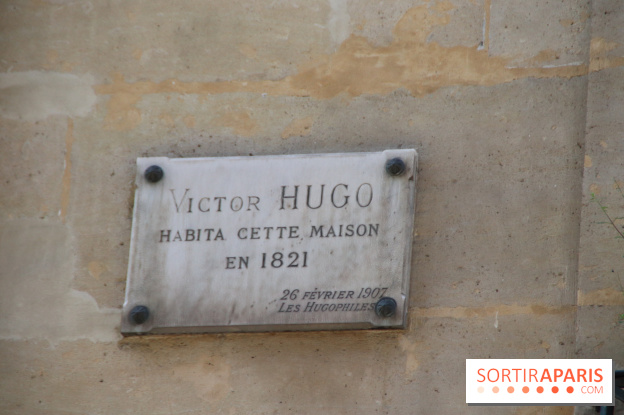 VICTOR HUGO
HABITA CETTE MAISON
EN 1821
26 FÉVRIER 1907
LES HUGOPHILES
SORTIRAPARIS
.COM